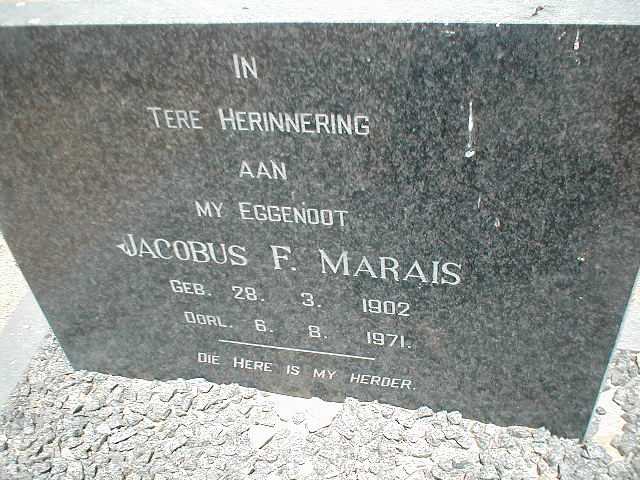 IN
TERE HERINNERING
AAN
MY EGGENOOT
JACOBUS F. MARAIS
GEB. 28. 3. 1902
OORL. 6. 8. 1971.
DIE HERE IS MY HERDER.